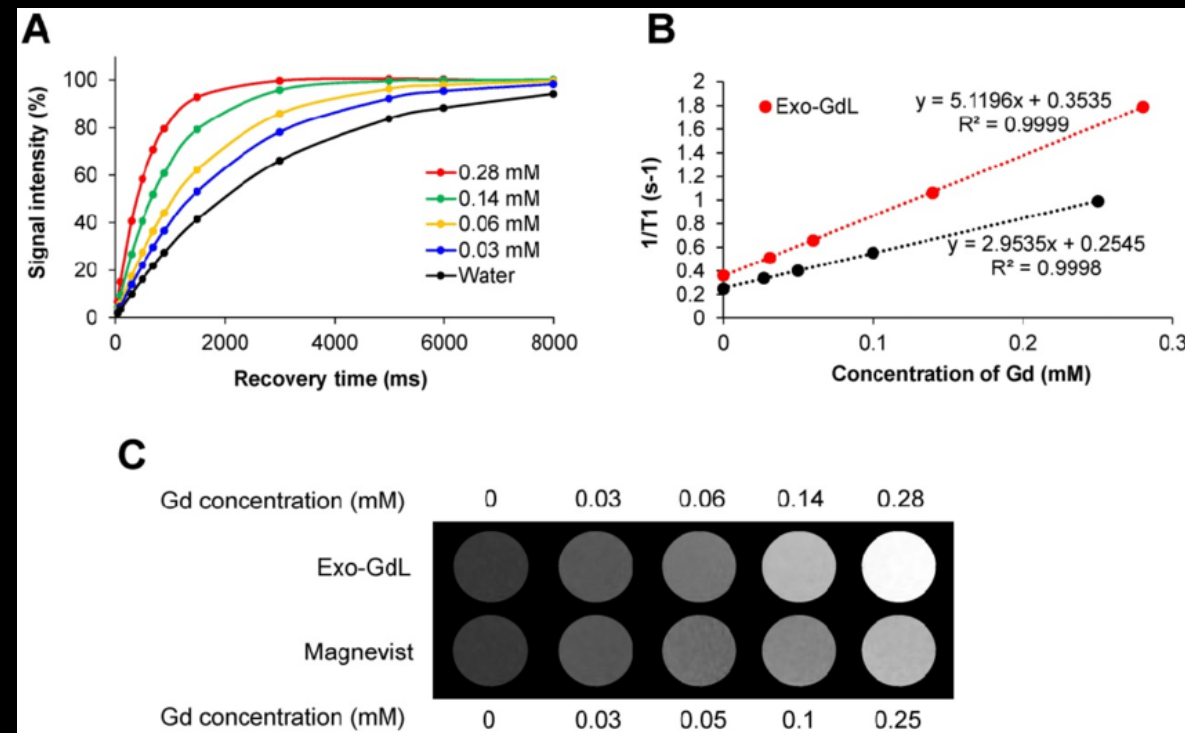 A
Signal intensity (%)
100
80
60
40
20
0
0 2000 4000 6000 8000
Recovery time (ms)
0.28 mM
0.14 mM
0.06 mM
0.03 mM
Water
B
1/T1 (s-1)
2
1.8
1.6
1.4
1.2
1
0.8
0.6
0.4
0.2
0
0 0.1 0.2 0.3
Concentration of Gd (mM)
Exo-GdL
y = 5.1196x + 0.3535
R² = 0.9999
y = 2.9535x + 0.2545
R² = 0.9998
C
Gd concentration (mM) 0 0.03 0.06 0.14 0.28
Exo-GdL
Magnevist
Gd concentration (mM) 0 0.03 0.05 0.1 0.25